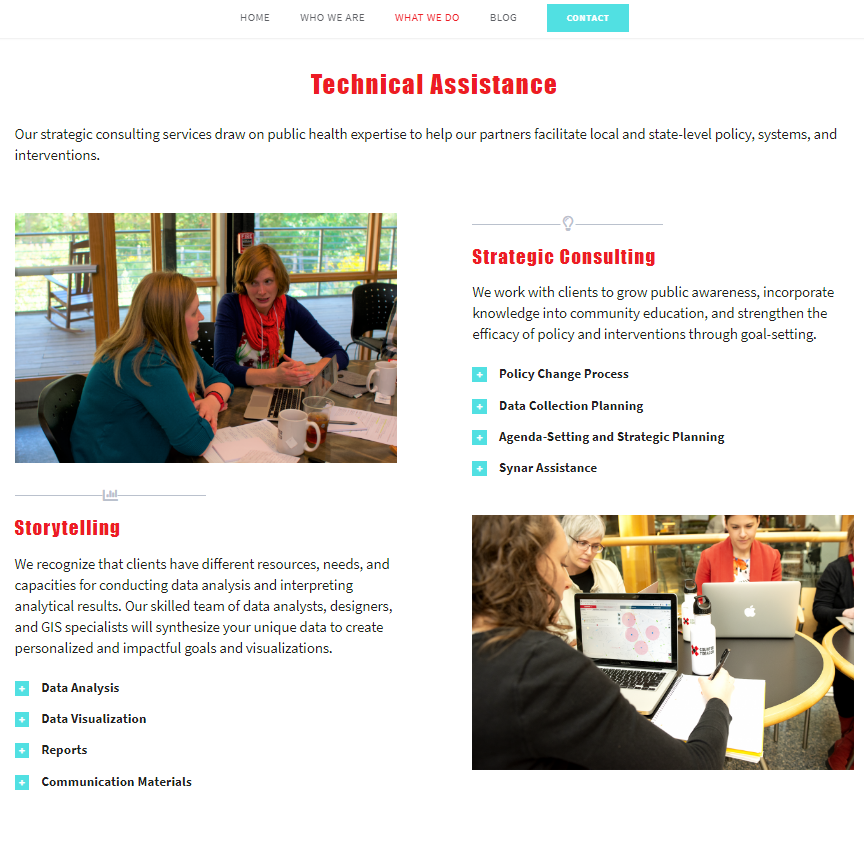 HOME WHO WE ARE WHAT WE DO BLOG CONTACT
Technical Assistance
Our strategic consulting services draw on public health expertise to help our partners facilitate local and state-level policy, systems, and
interventions.
Strategic Consulting
We work with clients to grow public awareness, incorporate
knowledge into community education, and strengthen the
efficacy of policy and interventions through goal-setting.
Policy Change Process
Data Collection Planning
Agenda-Setting and Strategic Planning
Synar Assistance
Storytelling
We recognize that clients have different resources, needs, and
capacities for conducting data analysis and interpreting
analytical results. Our skilled team of data analysts, designers,
and GIS specialists will synthesize your unique data to create
personalized and impactful goals and visualizations.
Data Analysis
Data Visualization
Reports
Communication Materials